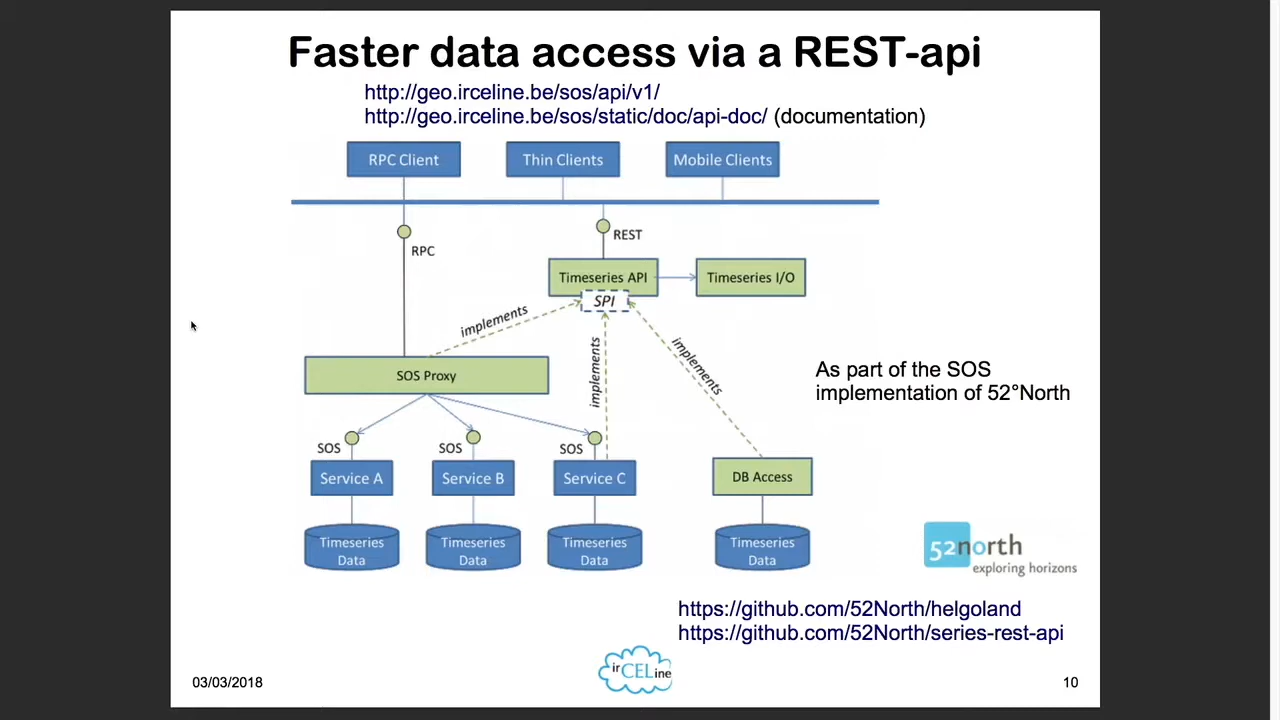 Faster data access via a REST-api
http://geo.irceline.be/sos/api/v1/
http://geo.irceline.be/sos/static/doc/api-doc/ (documentation)
RPC Client
Thin Clients
Mobile Clients
RPC
REST
Timeseries API
Timeseries I/O
SPI
implements
implements
implements
SOS Proxy
As part of the SOS
implementation of 52°North
SOS
SOS
SOS
Service A
Service B
Service C
DB Access
Timeseries
Data
Timeseries
Data
Timeseries
Data
Timeseries
Data
52north
exploring horizons
https://github.com/52North/helgoland
https://github.com/52North/series-rest-api
irCELine
03/03/2018
10